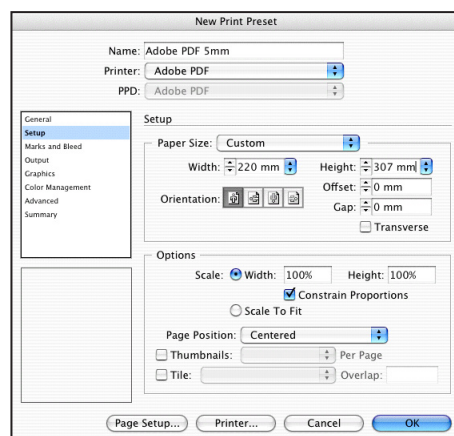 New Print Preset
Name: Adobe PDF 5mm
Printer: Adobe PDF
PPD: Adobe PDF
General
Setup
Marks and Bleed
Output
Graphics
Color Management
Advanced
Summary
Setup
Paper Size: Custom
Width: 220 mm Height: 307 mm
Orientation: Offset: 0 mm
Gap: 0 mm
Transverse
Options
Scale: Width: 100% Height: 100%
Constrain Proportions
Scale To Fit
Page Position: Centered
Thumbnails: Per Page
Tile: Overlap:
Page Setup... Printer... Cancel OK